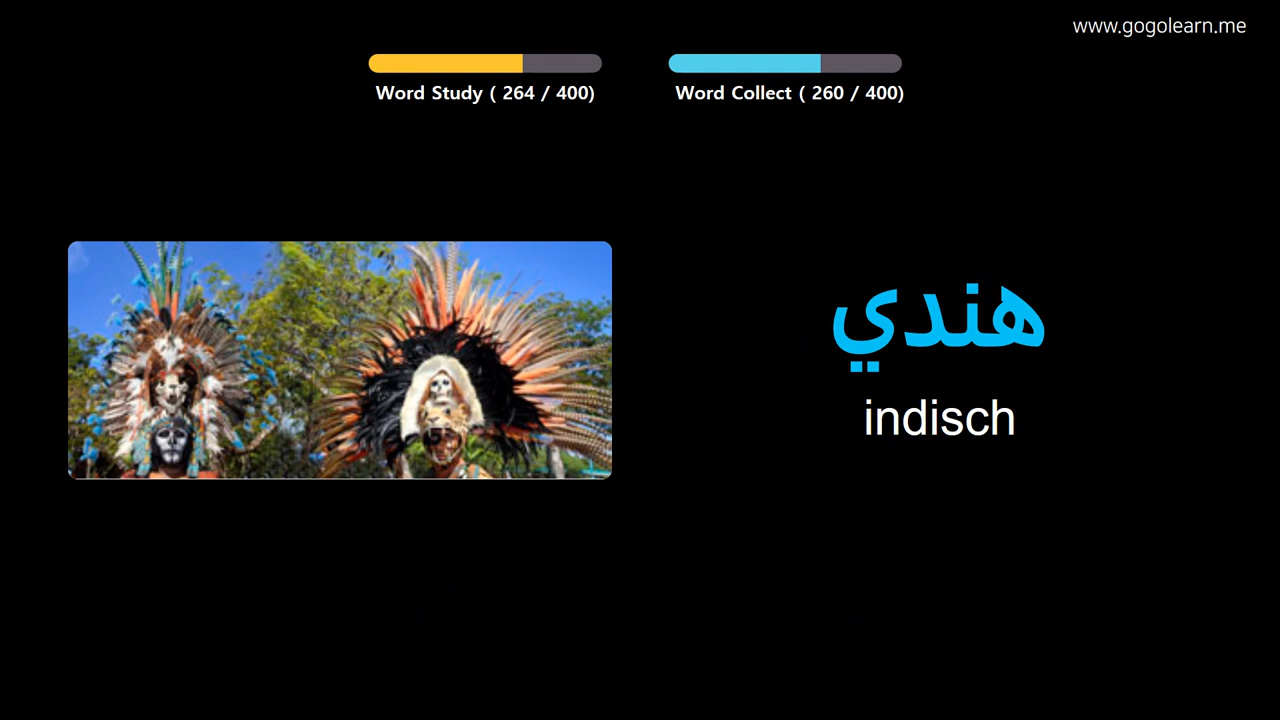 www.gogolearn.me
Word Study ( 264 / 400)
Word Collect ( 260 / 400)
هندي
indisch